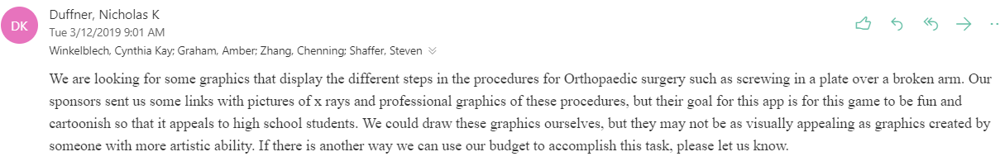 DK
Duffner, Nicholas K
Tue 3/12/2019 9:01 AM
Winkelblech, Cynthia Kay; Graham, Amber; Zhang, Chenning; Shaffer, Steven
We are looking for some graphics that display the different steps in the procedures for Orthopaedic surgery such as screwing in a plate over a broken arm. Our
sponsors sent us some links with pictures of x rays and professional graphics of these procedures, but their goal for this app is for this game to be fun and
cartoonish so that it appeals to high school students. We could draw these graphics ourselves, but they may not be as visually appealing as graphics created by
someone with more artistic ability. If there is another way we can use our budget to accomplish this task, please let us know.